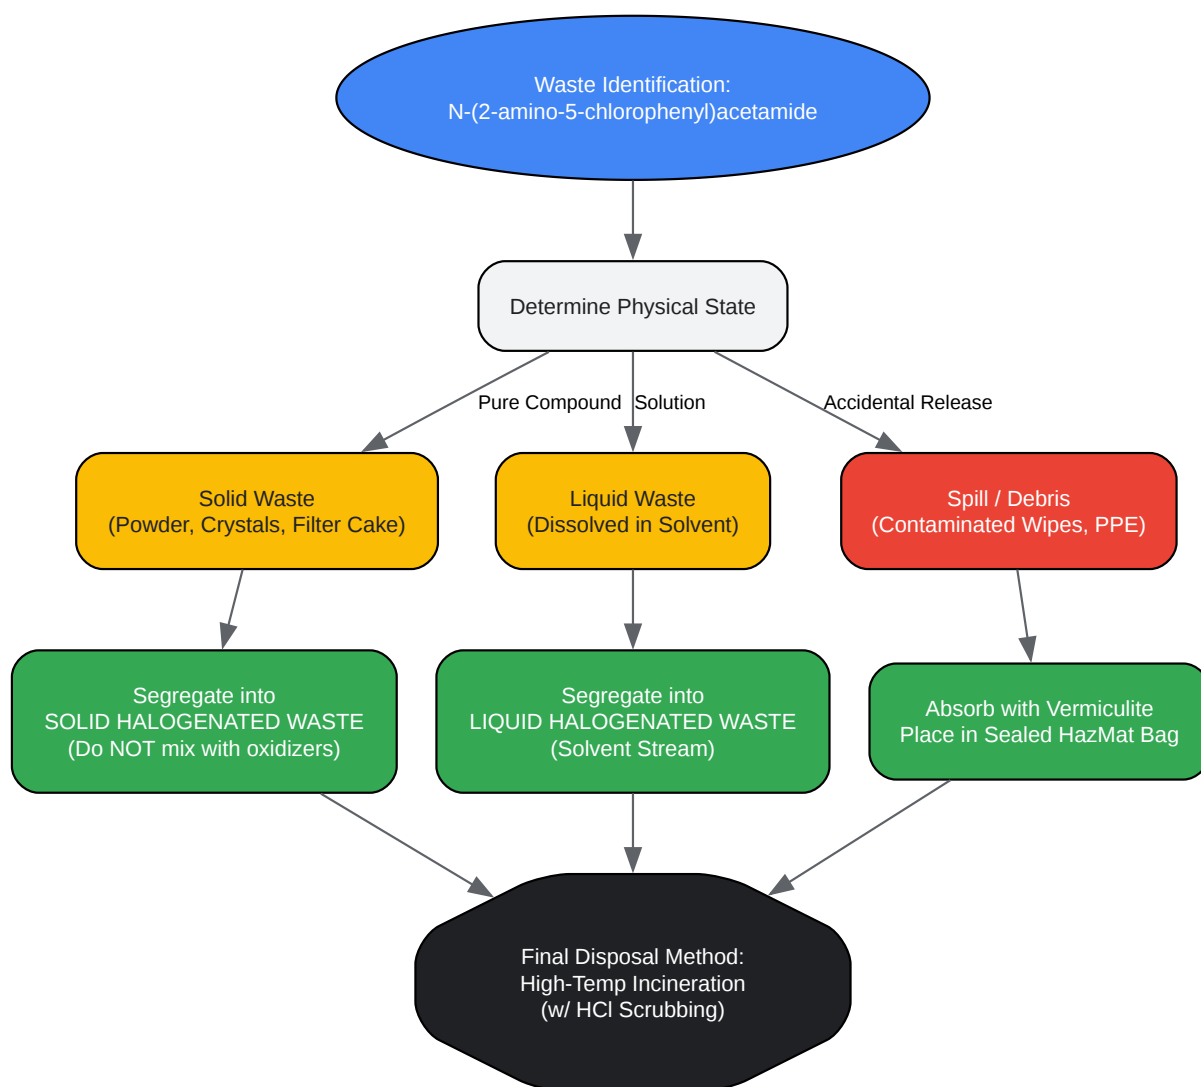 Waste Identification:
N-(2-amino-5-chlorophenyl)acetamide
Determine Physical State
Pure Compound
Solution
Accidental Release
Solid Waste
(Powder, Crystals, Filter Cake)
Liquid Waste
(Dissolved in Solvent)
Spill / Debris
(Contaminated Wipes, PPE)
Segregate into
SOLID HALOGENATED WASTE
(Do NOT mix with oxidizers)
Segregate into
LIQUID HALOGENATED WASTE
(Solvent Stream)
Absorb with Vermiculite
Place in Sealed HazMat Bag
Final Disposal Method:
High-Temp Incineration
(w/ HCl Scrubbing)